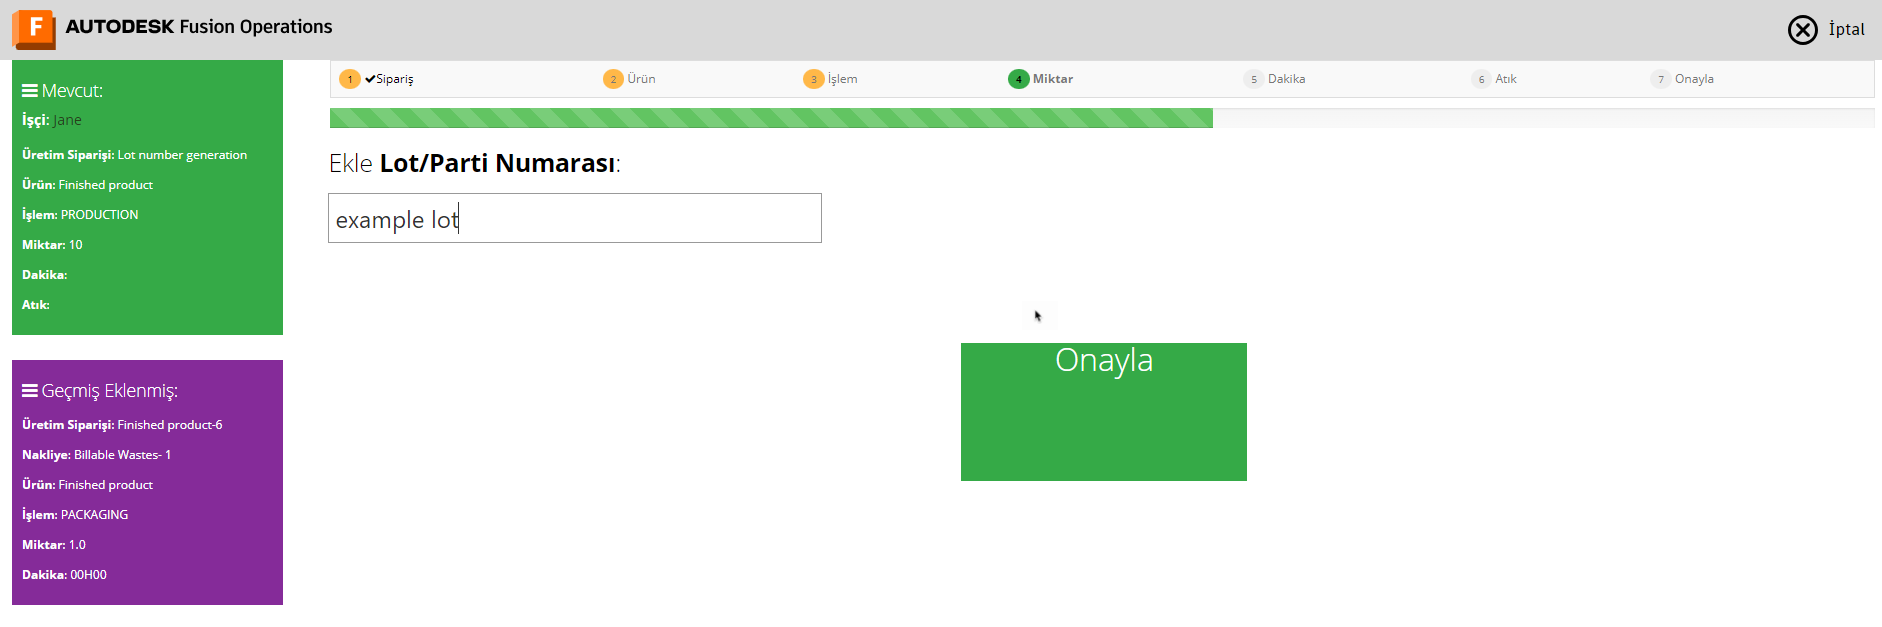 F AUTODESK Fusion Operations
İptal
1 Sipariş 2 Ürün 3 İşlem 4 Miktar 5 Dakika 6 Atık 7 Onayla
Mevcut:
İşçi: Jane
Üretim Siparişi: Lot number generation
Ürün: Finished product
İşlem: PRODUCTION
Miktar: 10
Dakika:
Atık:
Ekle Lot/Parti Numarası:
example lot
Onayla
Geçmiş Eklenmiş:
Üretim Siparişi: Finished product-6
Nakliye: Billable Wastes- 1
Ürün: Finished product
İşlem: PACKAGING
Miktar: 1.0
Dakika: 00H00